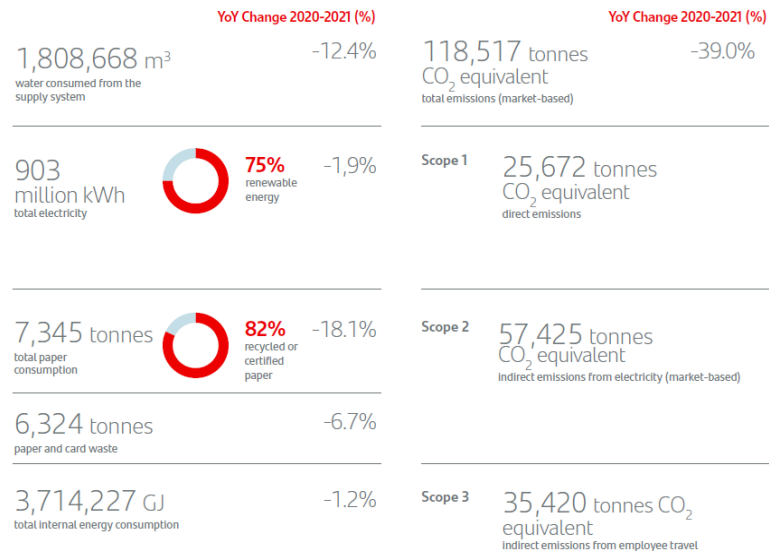 YoY Change 2020-2021 (%)
1,808,668 m³
-12.4%
water consumed from the
supply system
903
million kWh
total electricity
75%
renewable
energy
-1,9%
7,345 tonnes
total paper
consumption
82%
recycled or
certified
paper
-18.1%
6,324 tonnes
-6.7%
paper and card waste
3,714,227 GJ
-1.2%
total internal energy consumption
YoY Change 2020-2021 (%)
118,517 tonnes
-39.0%
CO₂ equivalent
total emissions (market-based)
Scope 1
25,672 tonnes
CO₂ equivalent
direct emissions
Scope 2
57,425 tonnes
CO₂ equivalent
indirect emissions from electricity (market-based)
Scope 3
35,420 tonnes CO₂
equivalent
indirect emissions from employee travel